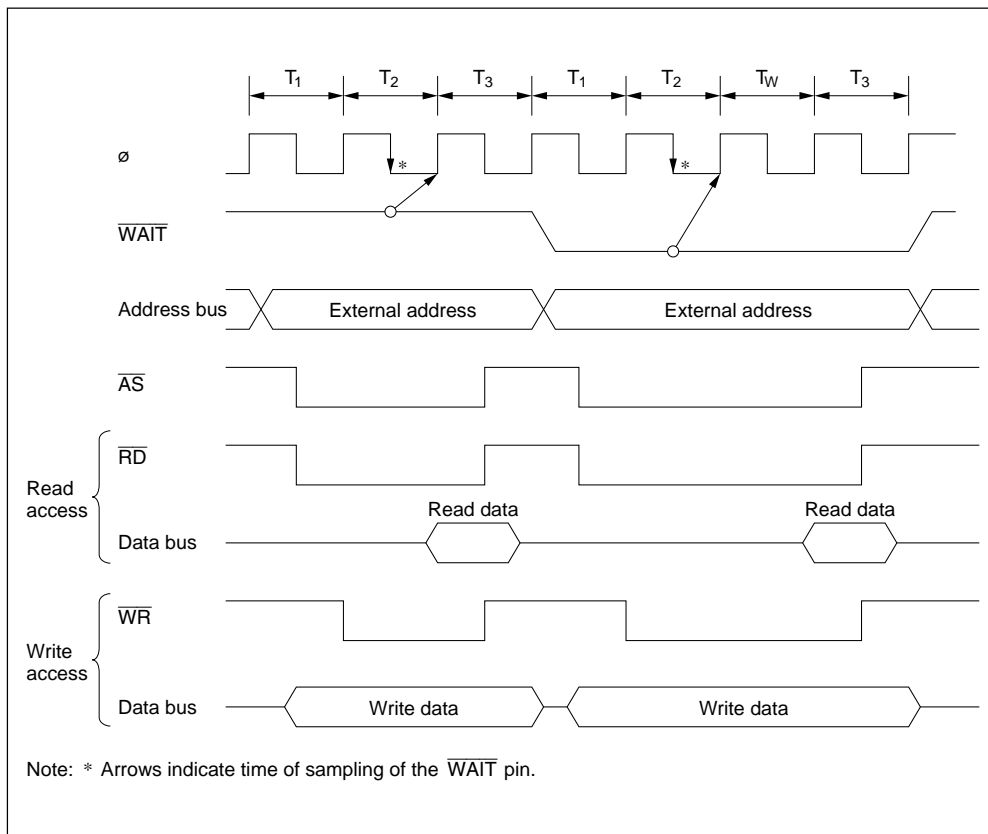 T1 T2 T3 T1 T2 TW T3
ø
*
*
WAIT
Address bus
External address
External address
AS
RD
Read access
Read data
Read data
Data bus
WR
Write access
Data bus
Write data
Write data
Note: * Arrows indicate time of sampling of the WAIT pin.